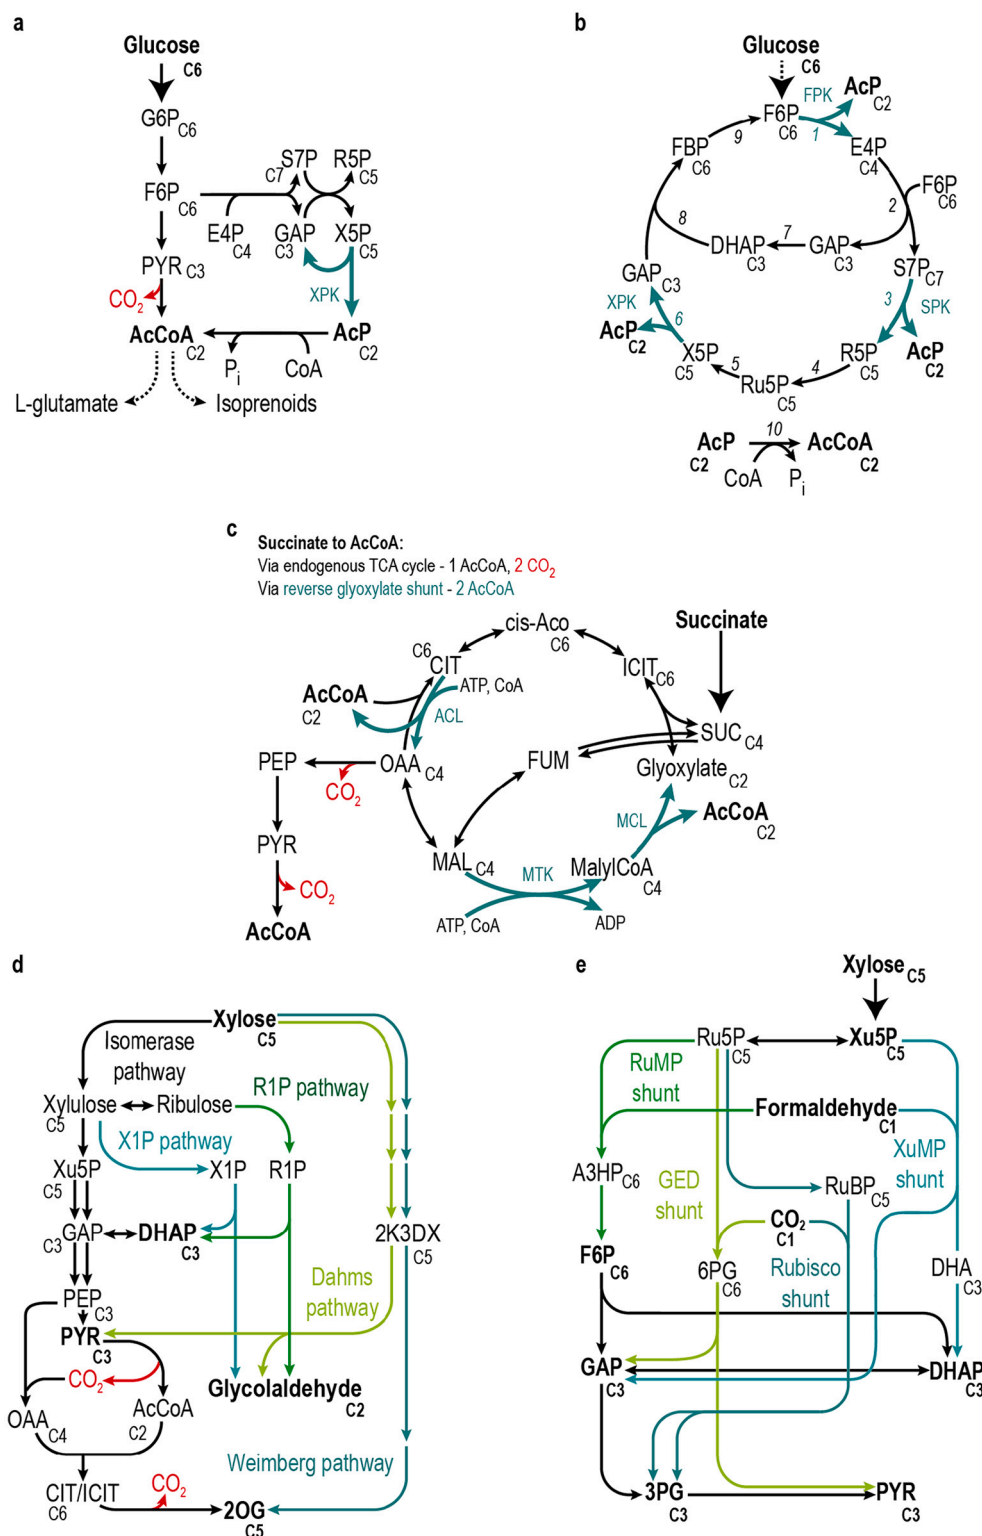 a
Glucose C6
G6P C6
F6P C6
S7P C7
R5P C5
E4P C4
GAP C3
X5P C5
PYR C3
CO2
XPK
AcCoA C2
AcP C2
Pi
CoA
L-glutamate
Isoprenoids
b
Glucose C6
FPK
AcP C2
F6P C6
1
9
FBP C6
E4P C4
F6P C6
2
8
7
DHAP C3
GAP C3
GAP C3
S7P C7
XPK
3
SPK
AcP C2
6
X5P C5
R5P C5
AcP C2
5
4
Ru5P C5
10
AcP C2
AcCoA C2
CoA
Pi
c
Succinate to AcCoA:
Via endogenous TCA cycle - 1 AcCoA, 2 CO2
Via reverse glyoxylate shunt - 2 AcCoA
cis-Aco C6
Succinate
C6 CIT
ICIT C6
ATP, CoA
AcCoA C2
ACL
SUC C4
PEP
OAA C4
FUM
Glyoxylate C2
CO2
AcCoA C2
MCL
PYR
MAL C4
MTK
MalylCoA C4
CO2
ATP, CoA
ADP
AcCoA
d
Xylose C5
Isomerase
pathway
R1P pathway
Xylulose C5
Ribulose
X1P pathway
Xu5P C5
X1P
R1P
C3 GAP
DHAP C3
2K3DX C5
Dahms
pathway
PEP C3
PYR C3
CO2
Glycolaldehyde C2
OAA C4
AcCoA C2
Weimberg pathway
CIT/ICIT C6
CO2
2OG C5
e
Xylose C5
Ru5P C5
Xu5P C5
RuMP
shunt
Formaldehyde C1
XuMP
shunt
A3HP C6
GED
shunt
RuBP C5
CO2 C1
F6P C6
6PG C6
Rubisco
shunt
DHA C3
GAP C3
DHAP C3
3PG C3
PYR C3